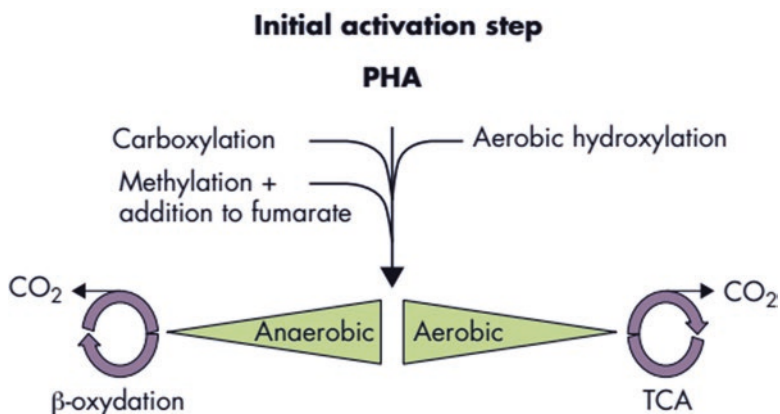 Initial activation step
PHA
Carboxylation
Aerobic hydroxylation
Methylation +
addition to fumarate
CO₂
CO₂
Anaerobic
Aerobic
β-oxydation
TCA